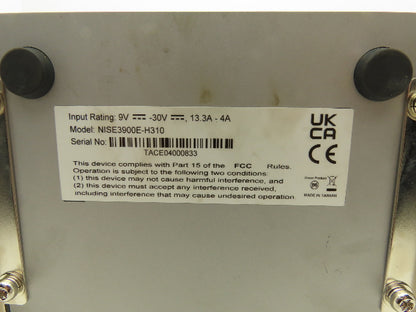 Input Rating: 9V ⎓ -30V ⎓, 13.3A - 4A
Model: NISE3900E-H310
Serial No:
TACE04000833
This device complies with Part 15 of the FCC Rules.
Operation is subject to the following two conditions:
(1) this device may not cause harmful interference, and
(2) this device must accept any interference received,
including interference that may cause undesired operation.
UK
CA
CE
MADE IN TAIWAN